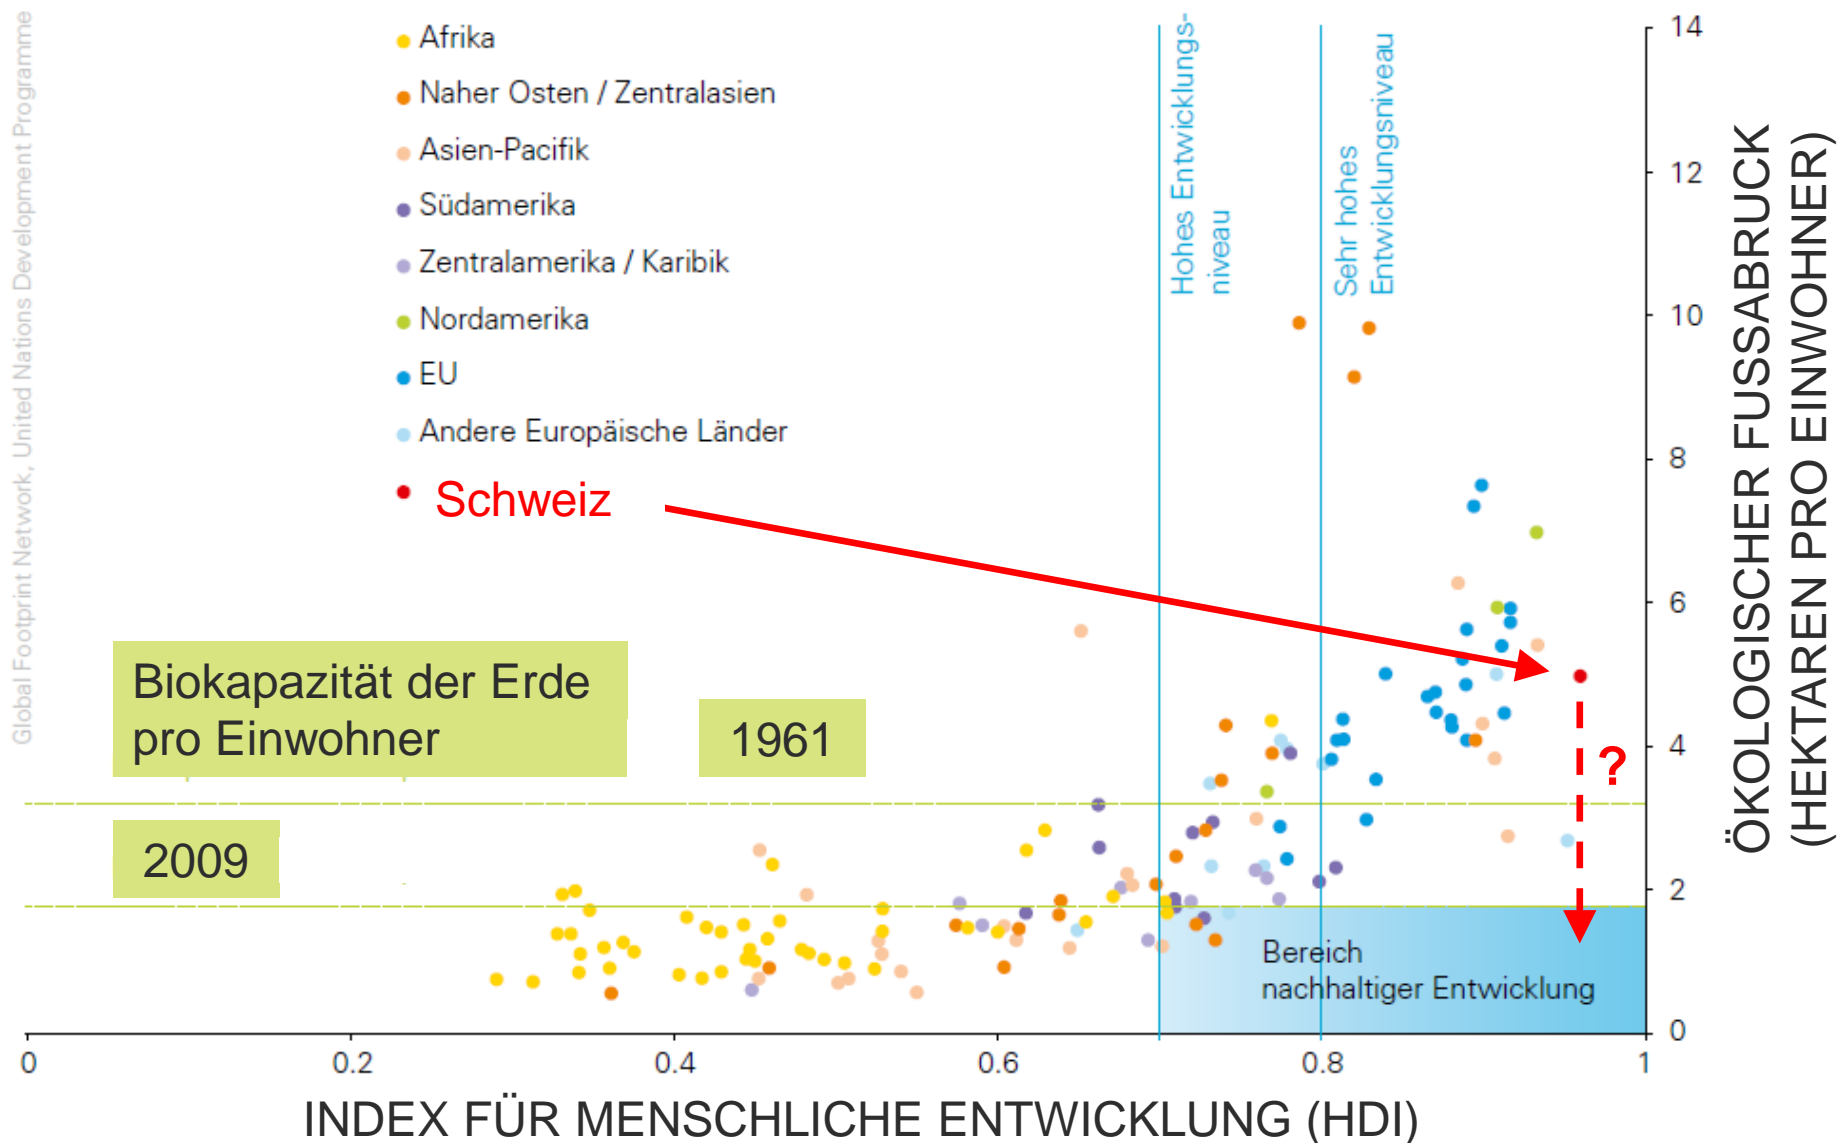 Global Footprint Network, United Nations Development Programme
Afrika
Naher Osten / Zentralasien
Asien-Pacifik
Südamerika
Zentralamerika / Karibik
Nordamerika
EU
Andere Europäische Länder
Schweiz
Hohes Entwicklungs-
niveau
Sehr hohes
Entwicklungsniveau
14
12
10
8
6
4
2
0
ÖKOLOGISCHER FUSSABRUCK
(HEKTAREN PRO EINWOHNER)
Biokapazität der Erde
pro Einwohner
1961
2009
?
Bereich
nachhaltiger Entwicklung
0
0.2
0.4
0.6
0.8
1
INDEX FÜR MENSCHLICHE ENTWICKLUNG (HDI)